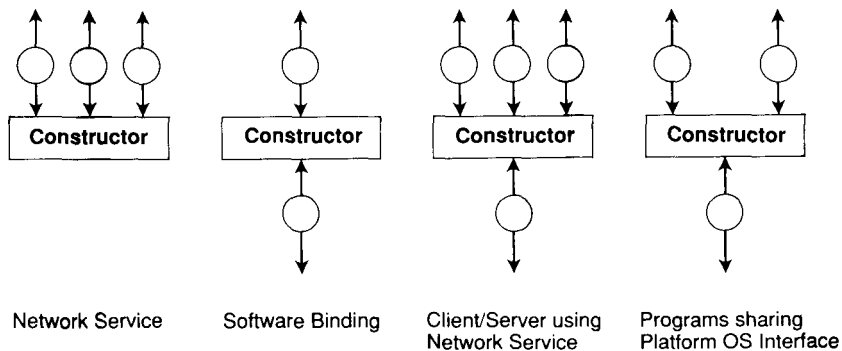 Constructor
Constructor
Constructor
Constructor
Network Service
Software Binding
Client/Server using
Network Service
Programs sharing
Platform OS Interface